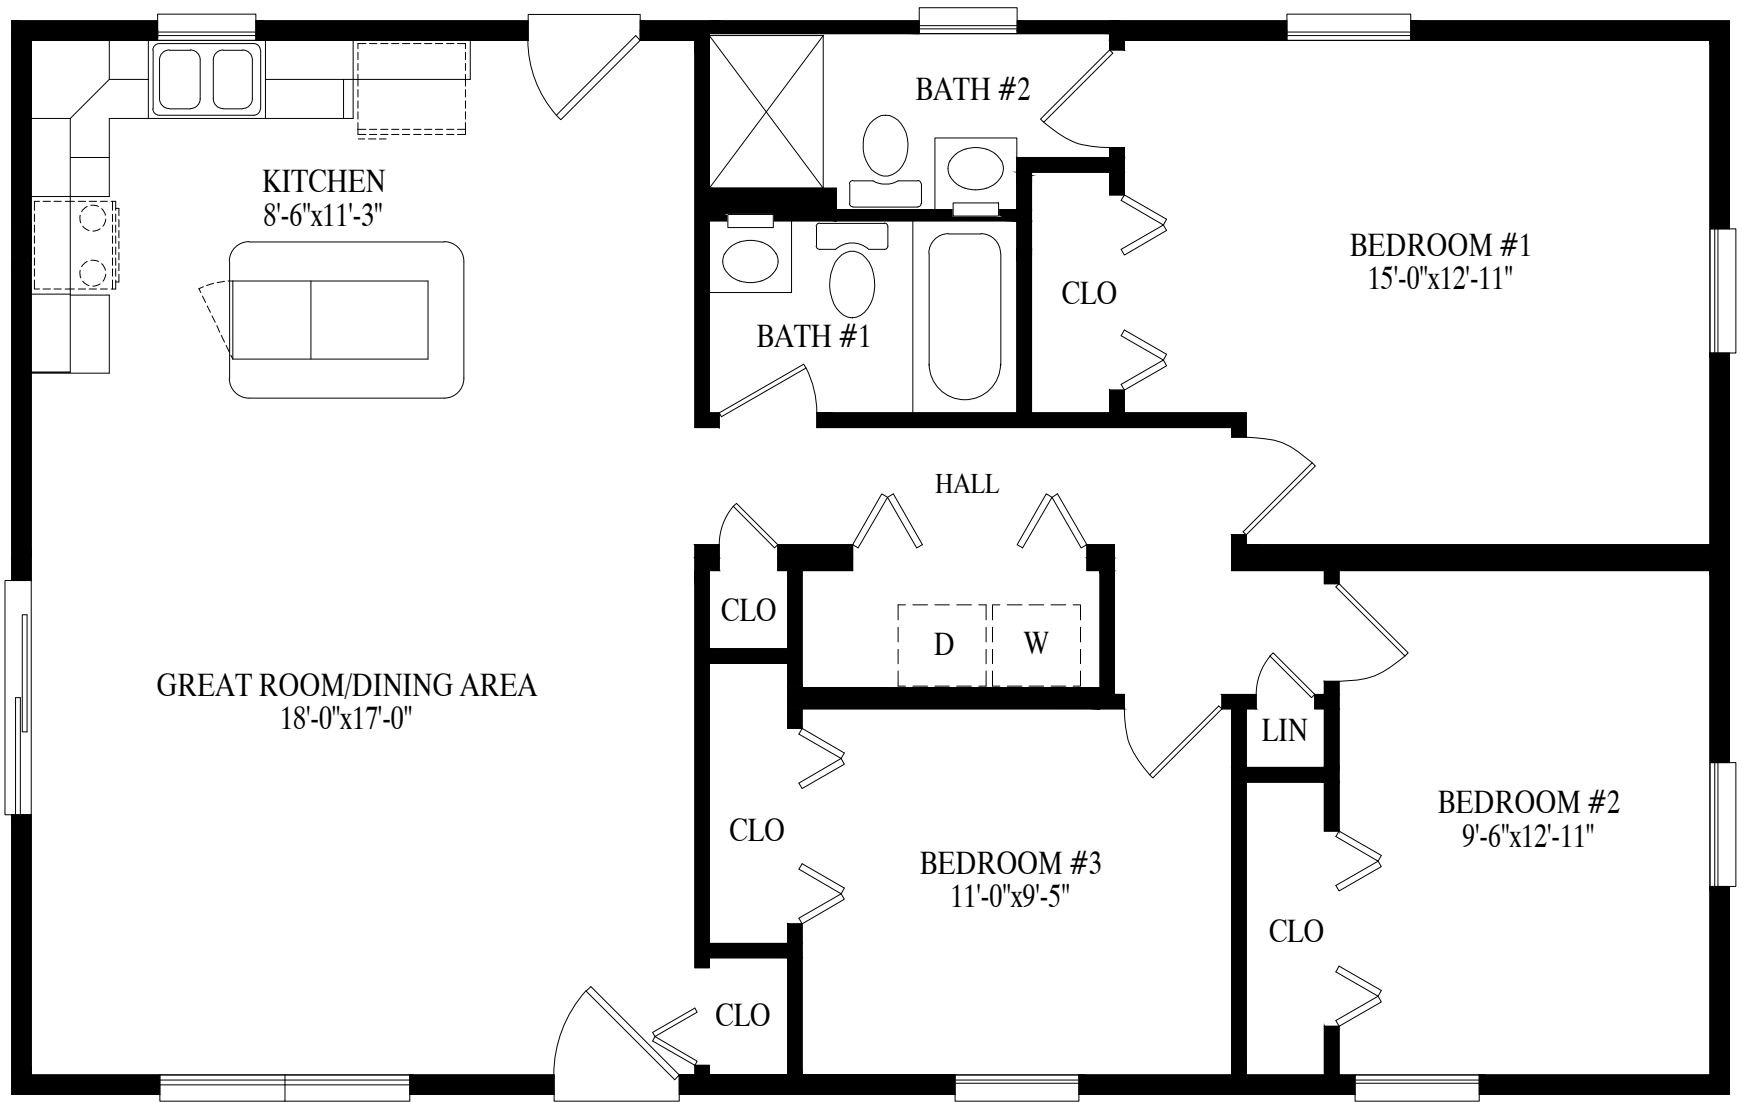 BATH #2
KITCHEN
8'-6"x11'-3"
BEDROOM #1
15'-0"x12'-11"
CLO
BATH #1
HALL
CLO
D
W
GREAT ROOM/DINING AREA
18'-0"x17'-0"
LIN
BEDROOM #2
9'-6"x12'-11"
CLO
BEDROOM #3
11'-0"x9'-5"
CLO
CLO